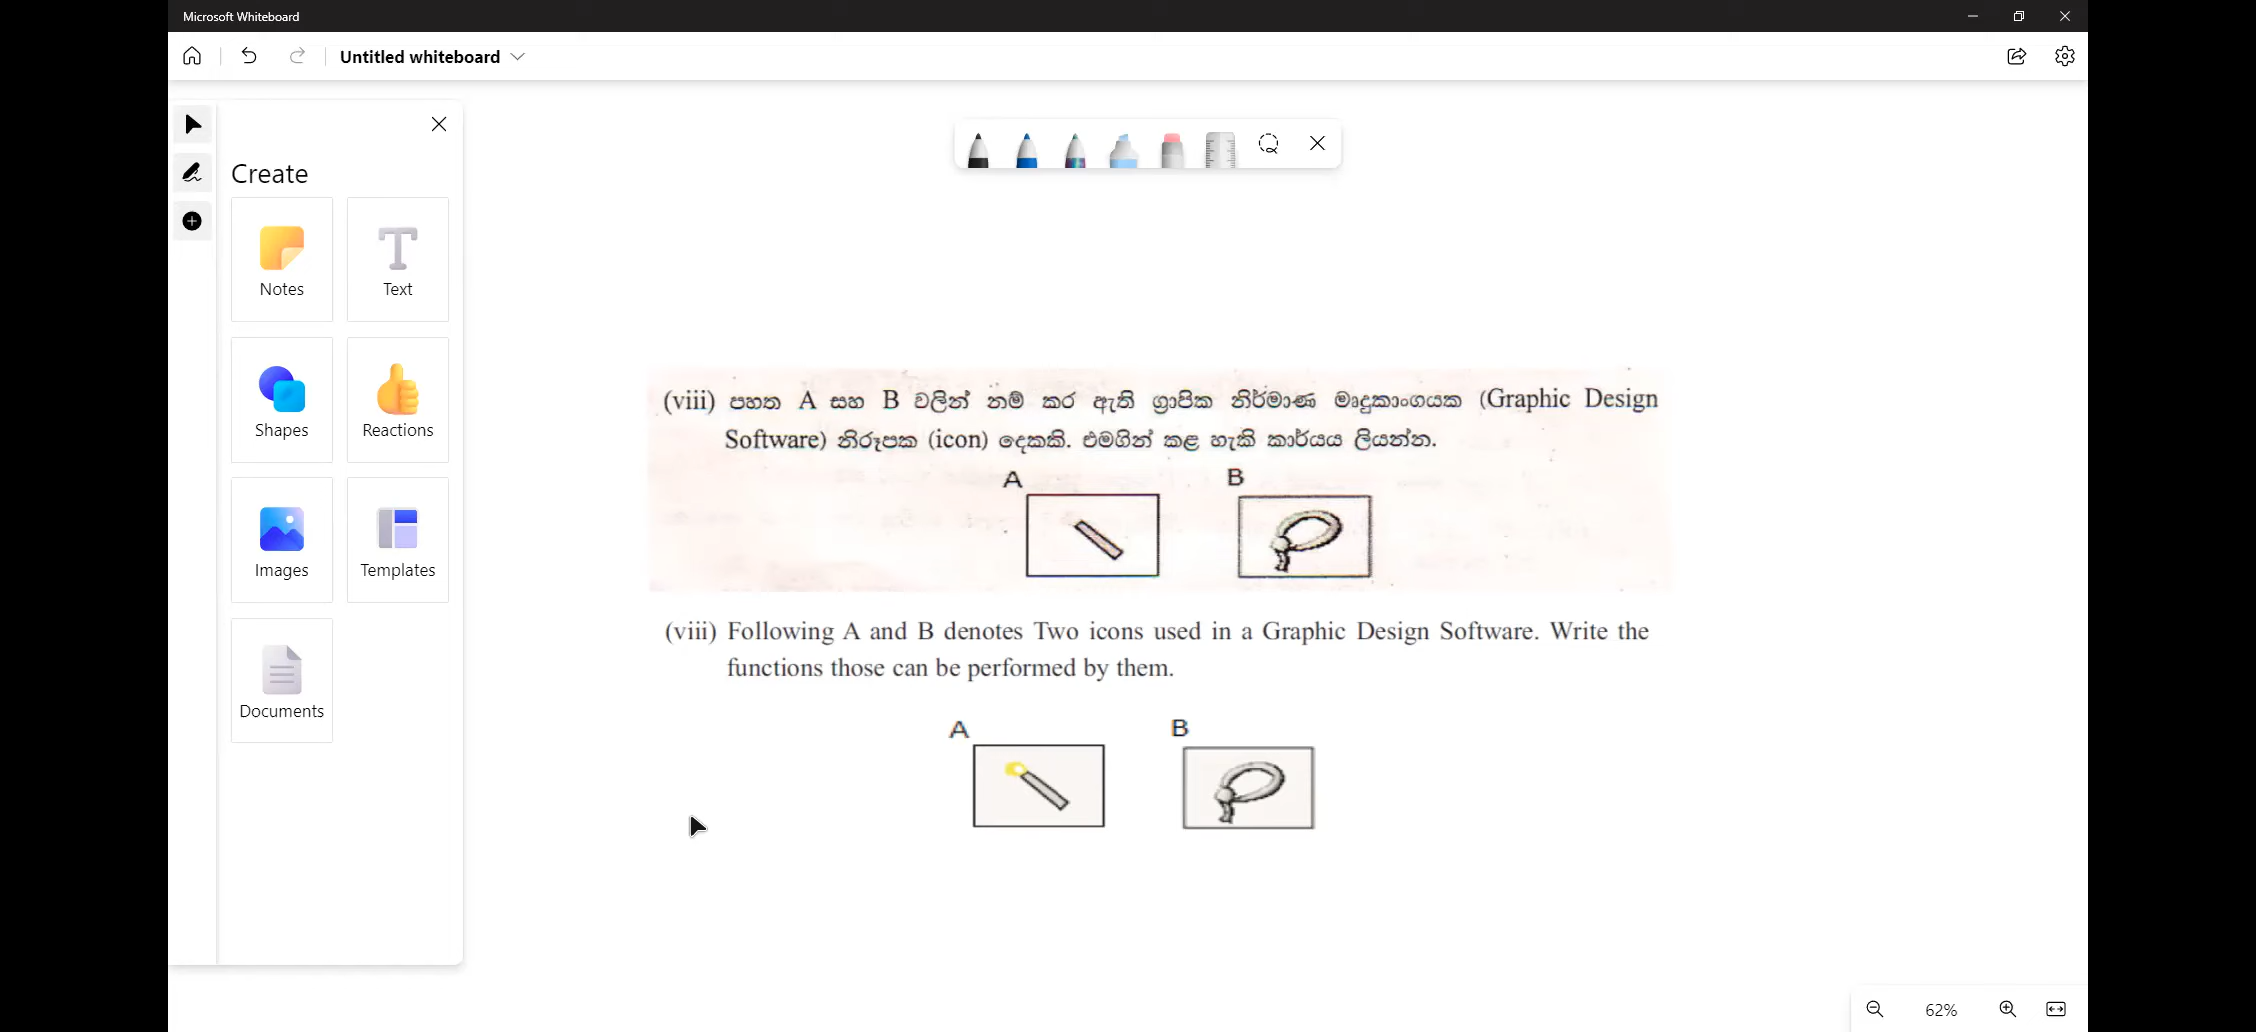 Microsoft Whiteboard
Untitled whiteboard
Create
Notes
Text
Shapes
Reactions
Images
Templates
Documents
(viii) පහත A සහ B වලින් නම් කර ඇති ග්‍රාපික නිර්මාණ මෘදුකාංගයක (Graphic Design
Software) නිරූපක (icon) දෙකකි. එමගින් කළ හැකි කාර්යය ලියන්න.
A B
(viii) Following A and B denotes Two icons used in a Graphic Design Software. Write the
functions those can be performed by them.
A B
62%